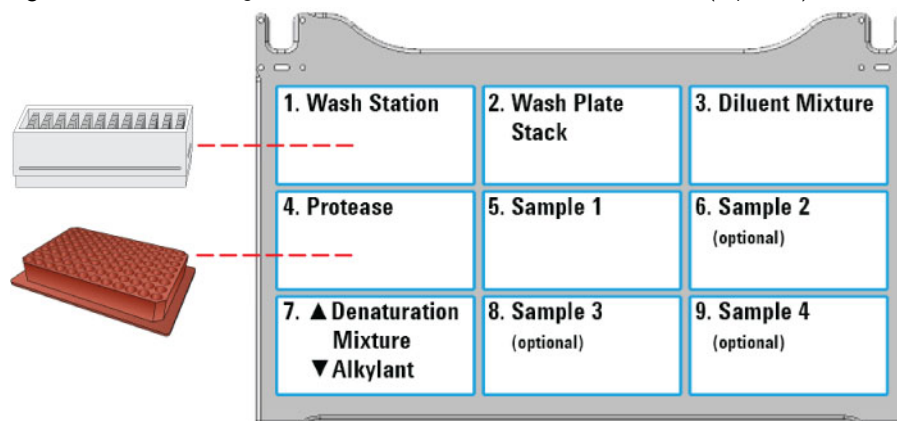 1. Wash Station
2. Wash Plate
Stack
3. Diluent Mixture
4. Protease
5. Sample 1
6. Sample 2
(optional)
7. ▲ Denaturation
Mixture
▼ Alkylant
8. Sample 3
(optional)
9. Sample 4
(optional)